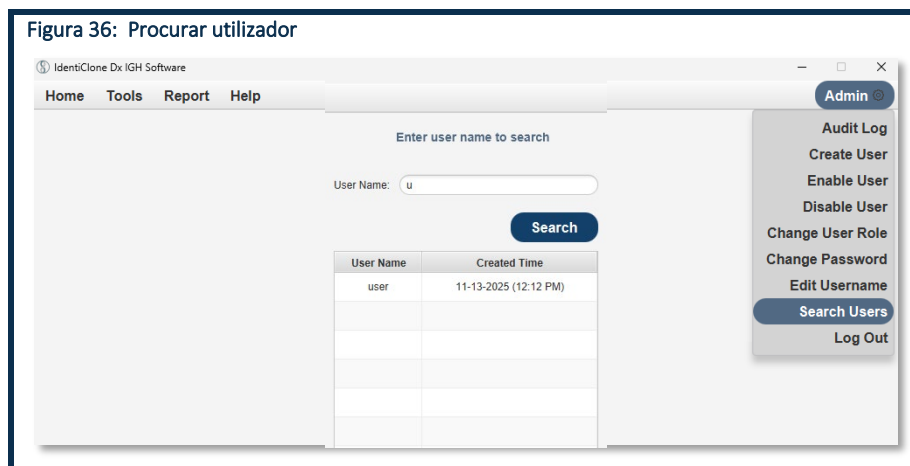 Figura 36: Procurar utilizador
IdentiClone Dx IGH Software
Home Tools Report Help
Admin
Enter user name to search
User Name: u
Search
User Name Created Time
user 11-13-2025 (12:12 PM)
Audit Log
Create User
Enable User
Disable User
Change User Role
Change Password
Edit Username
Search Users
Log Out